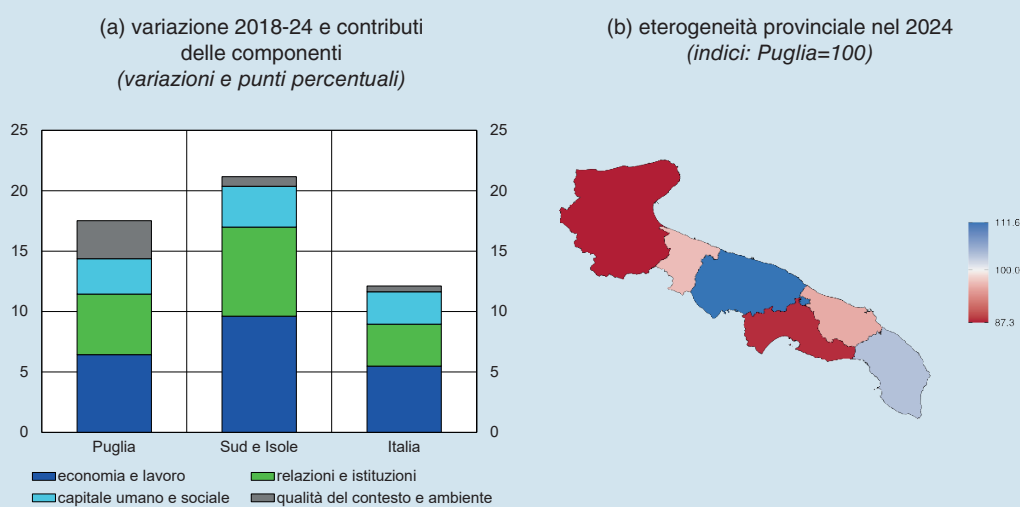 (a) variazione 2018-24 e contributi
delle componenti
(variazioni e punti percentuali)
25
20
15
10
5
0
25
20
15
10
5
0
Puglia
Sud e Isole
Italia
economia e lavoro
relazioni e istituzioni
capitale umano e sociale
qualità del contesto e ambiente
(b) eterogeneità provinciale nel 2024
(indici: Puglia=100)
111.6
100.0
87.3